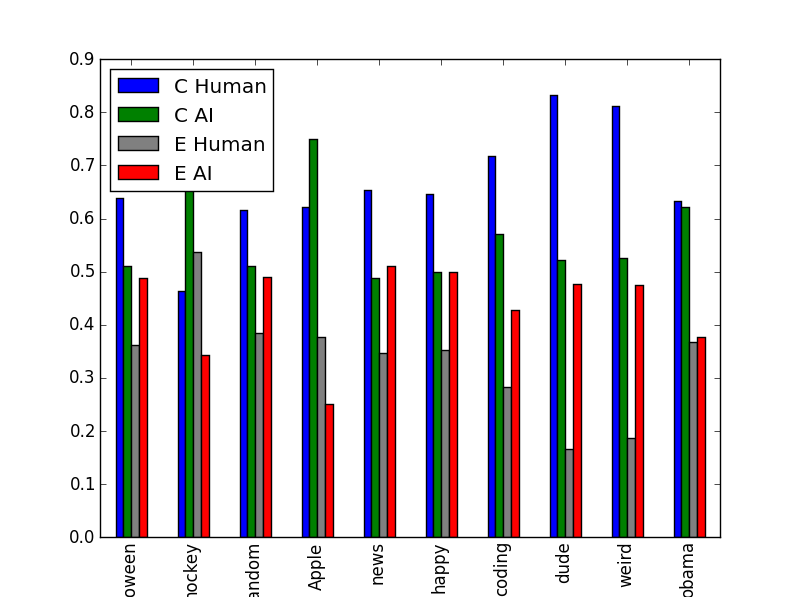 0.9
0.8
0.7
0.6
0.5
0.4
0.3
0.2
0.1
0.0
C Human
C AI
E Human
E AI
oween
hockey
andom
Apple
news
happy
coding
dude
weird
obama